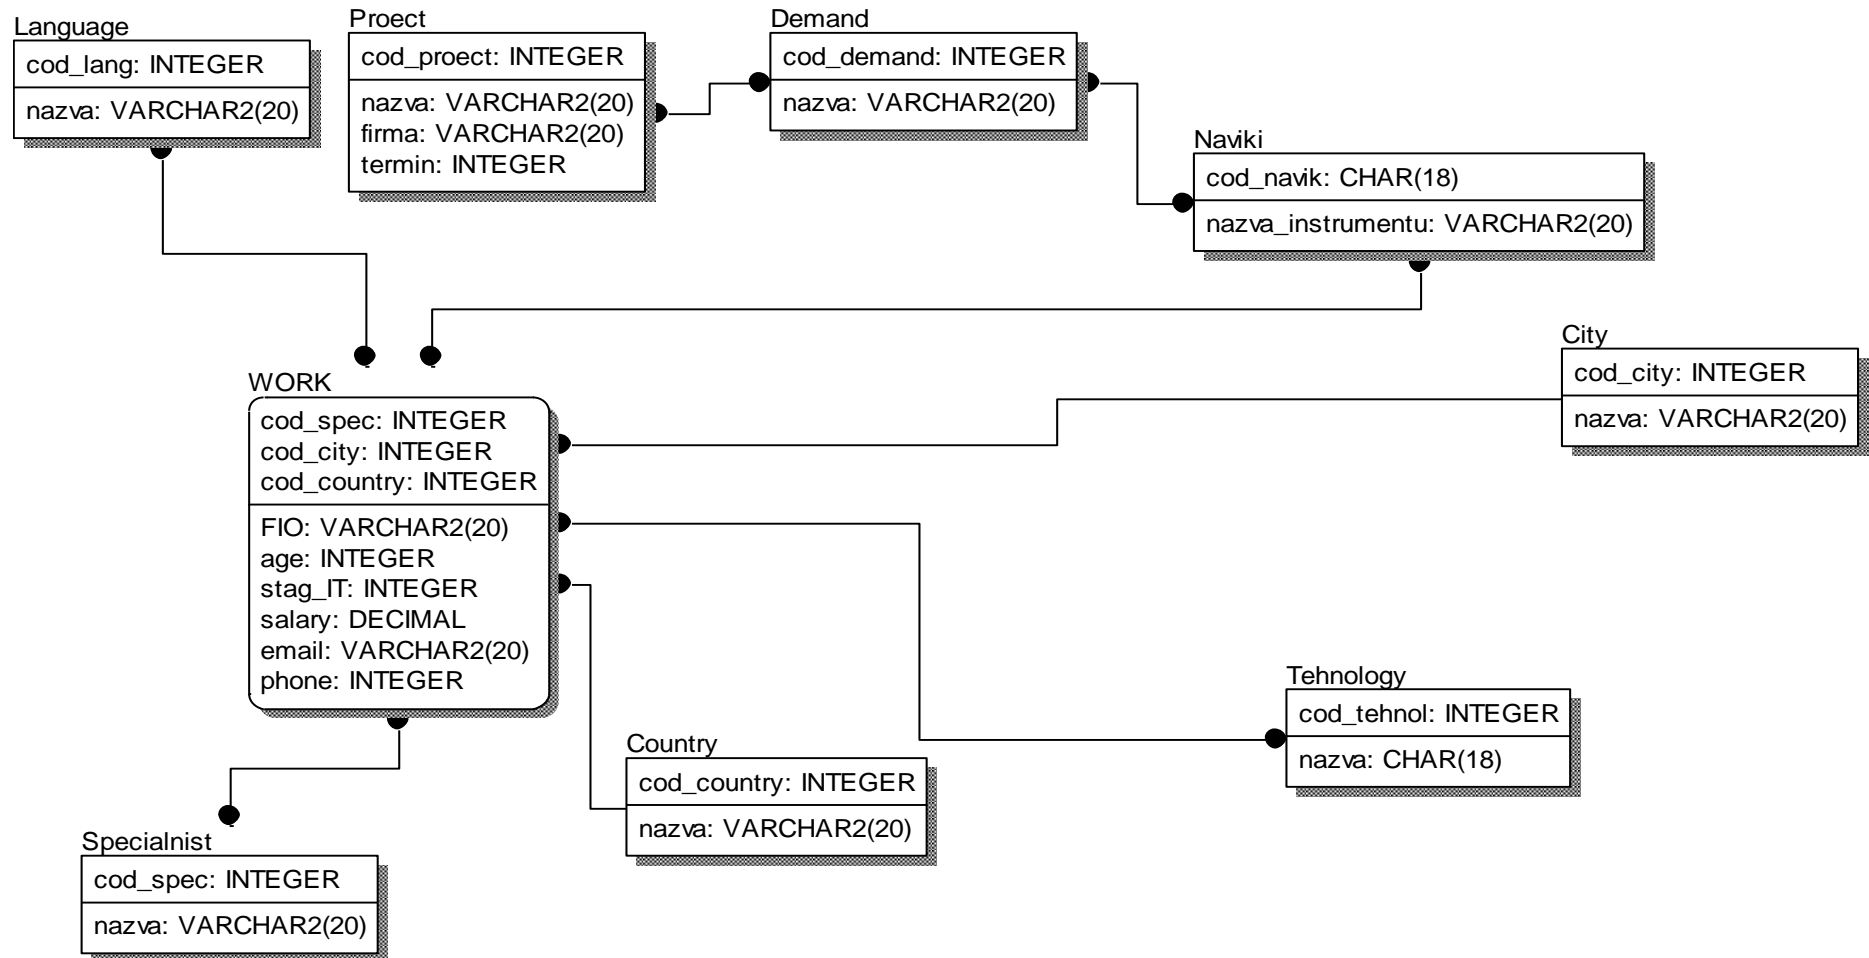 Language
cod_lang: INTEGER
nazva: VARCHAR2(20)
Proect
cod_proect: INTEGER
nazva: VARCHAR2(20)
firma: VARCHAR2(20)
termin: INTEGER
Demand
cod_demand: INTEGER
nazva: VARCHAR2(20)
Naviki
cod_navik: CHAR(18)
nazva_instrumentu: VARCHAR2(20)
City
cod_city: INTEGER
nazva: VARCHAR2(20)
WORK
cod_spec: INTEGER
cod_city: INTEGER
cod_country: INTEGER
FIO: VARCHAR2(20)
age: INTEGER
stag_IT: INTEGER
salary: DECIMAL
email: VARCHAR2(20)
phone: INTEGER
Tehnology
cod_tehnol: INTEGER
nazva: CHAR(18)
Country
cod_country: INTEGER
nazva: VARCHAR2(20)
Specialnist
cod_spec: INTEGER
nazva: VARCHAR2(20)